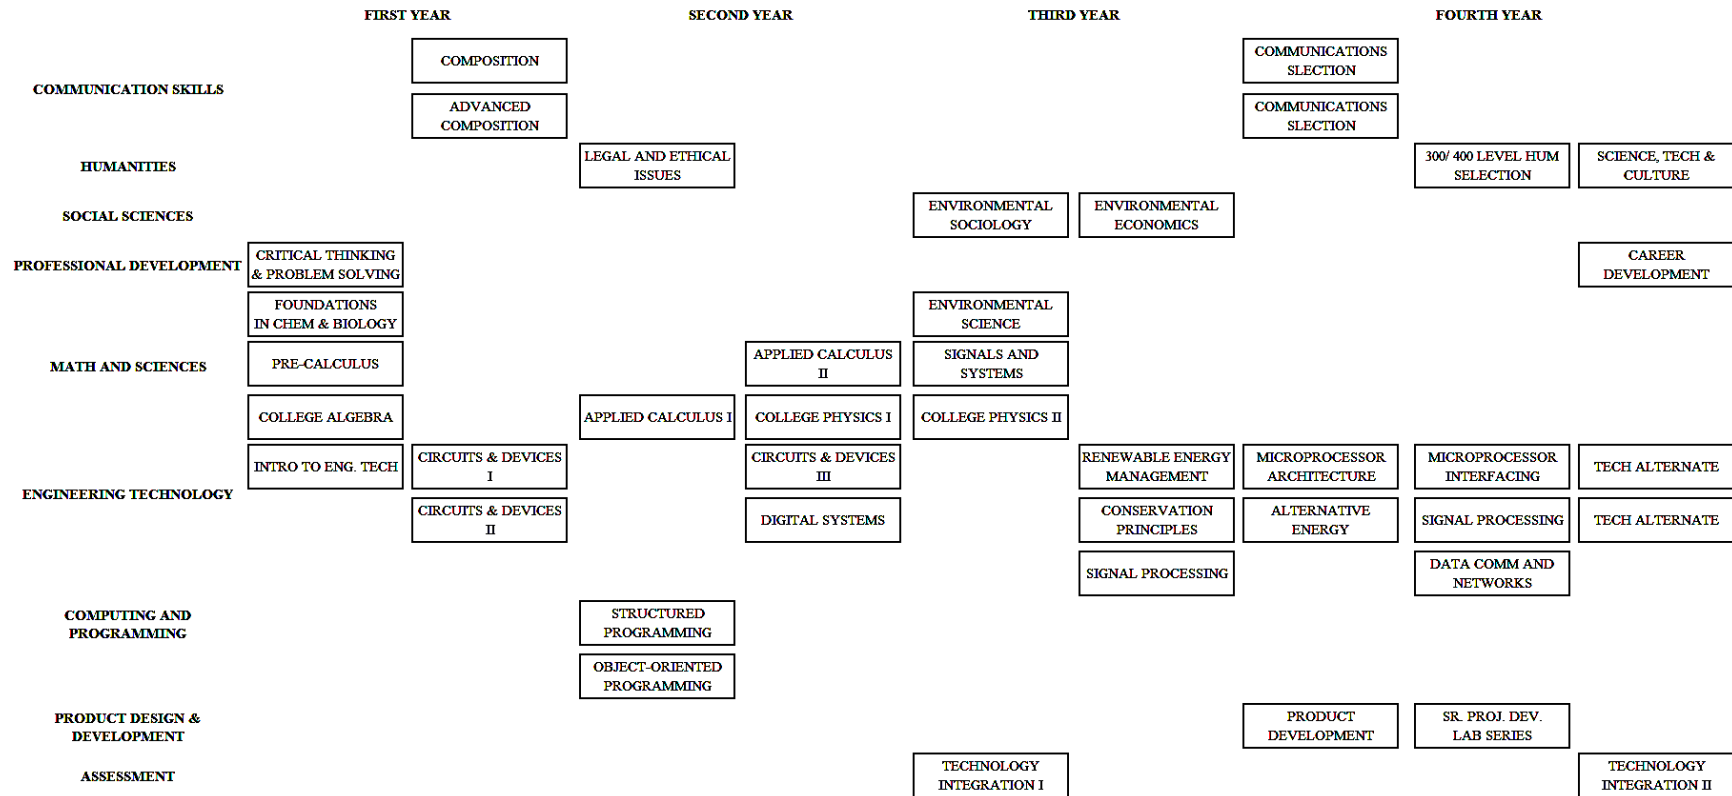 FIRST YEAR SECOND YEAR THIRD YEAR FOURTH YEAR
COMMUNICATION SKILLS
COMPOSITION
COMMUNICATIONS
SLECTION
ADVANCED
COMPOSITION
COMMUNICATIONS
SLECTION
HUMANITIES
LEGAL AND ETHICAL
ISSUES
300/ 400 LEVEL HUM
SELECTION
SCIENCE, TECH &
CULTURE
SOCIAL SCIENCES
ENVIRONMENTAL
SOCIOLOGY
ENVIRONMENTAL
ECONOMICS
PROFESSIONAL DEVELOPMENT
CRITICAL THINKING
& PROBLEM SOLVING
CAREER
DEVELOPMENT
MATH AND SCIENCES
FOUNDATIONS
IN CHEM & BIOLOGY
ENVIRONMENTAL
SCIENCE
PRE-CALCULUS
APPLIED CALCULUS
II
SIGNALS AND
SYSTEMS
COLLEGE ALGEBRA
APPLIED CALCULUS I
COLLEGE PHYSICS I
COLLEGE PHYSICS II
ENGINEERING TECHNOLOGY
INTRO TO ENG. TECH
CIRCUITS & DEVICES
I
CIRCUITS & DEVICES
III
RENEWABLE ENERGY
MANAGEMENT
MICROPROCESSOR
ARCHITECTURE
MICROPROCESSOR
INTERFACING
TECH ALTERNATE
CIRCUITS & DEVICES
II
DIGITAL SYSTEMS
CONSERVATION
PRINCIPLES
ALTERNATIVE
ENERGY
SIGNAL PROCESSING
TECH ALTERNATE
SIGNAL PROCESSING
DATA COMM AND
NETWORKS
COMPUTING AND
PROGRAMMING
STRUCTURED
PROGRAMMING
OBJECT-ORIENTED
PROGRAMMING
PRODUCT DESIGN &
DEVELOPMENT
PRODUCT
DEVELOPMENT
SR. PROJ. DEV.
LAB SERIES
ASSESSMENT
TECHNOLOGY
INTEGRATION I
TECHNOLOGY
INTEGRATION II